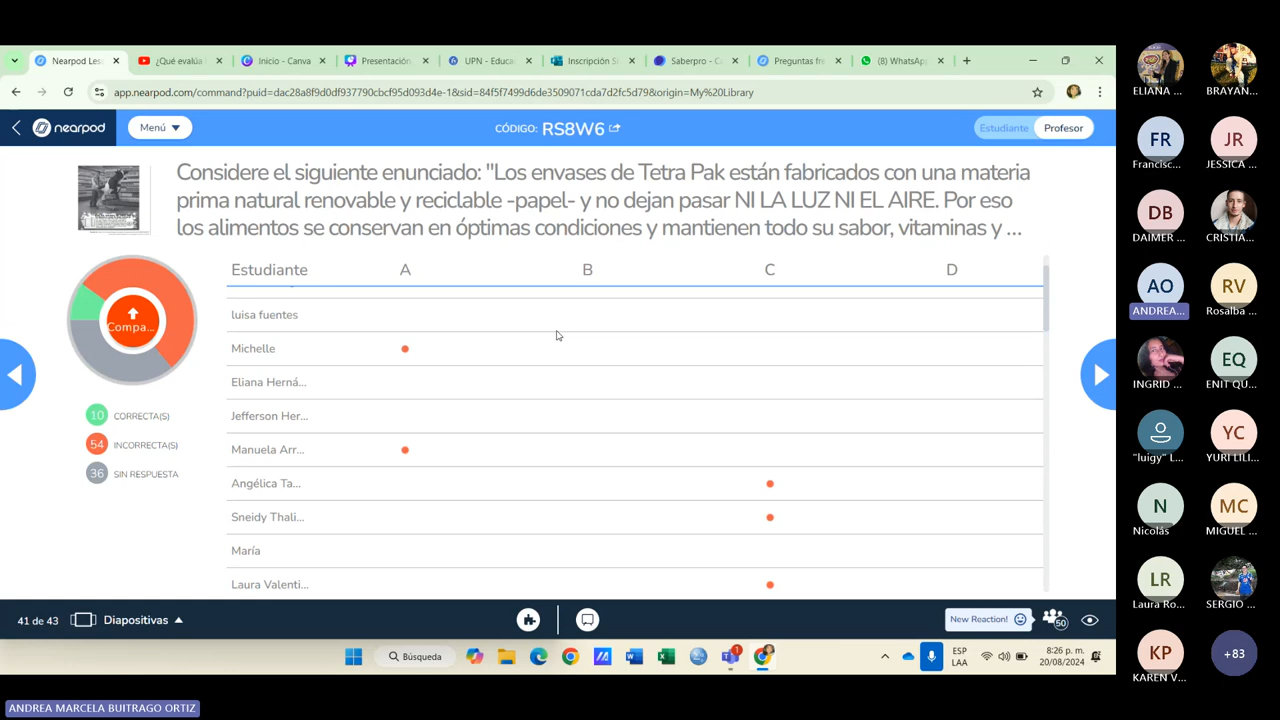 Nearpod Les
¿Qué evalúa
Inicio - Canva
Presentación
UPN - Educa
Inscripción S
Saberpro - C
Preguntas fre
(8) WhatsApp
app.nearpod.com/command?puid=dac28a8f9d0df937790cbcf95d093d4e-1&sid=84f5f7499d6de3509071cda7d2fc5d79&origin=My%20Library
nearpod
Menú
CÓDIGO: RS8W6
Estudiante
Profesor
Considere el siguiente enunciado: "Los envases de Tetra Pak están fabricados con una materia
prima natural renovable y reciclable -papel- y no dejan pasar NI LA LUZ NI EL AIRE. Por eso
los alimentos se conservan en óptimas condiciones y mantienen todo su sabor, vitaminas y ...
Estudiante A B C D
Compa...
luisa fuentes
Michelle
Eliana Herná...
Jefferson Her...
Manuela Arr...
Angélica Ta...
Sneidy Thali...
María
Laura Valenti...
10 CORRECTA(S)
54 INCORRECTA(S)
36 SIN RESPUESTA
41 de 43
Diapositivas
New Reaction!
50
Búsqueda
1
ESP
LAA
8:26 p. m.
20/08/2024
ELIANA ...
BRAYAN...
FR
Francisc...
JR
JESSICA ...
DB
DAIMER ...
CRISTIA...
AO
ANDREA...
RV
Rosalba ...
INGRID ...
EQ
ENIT QU...
"luigy" L...
YC
YURI LILI...
N
Nicolás
MC
MIGUEL ...
LR
Laura Ro...
SERGIO ...
KP
KAREN V...
+83
ANDREA MARCELA BUITRAGO ORTIZ